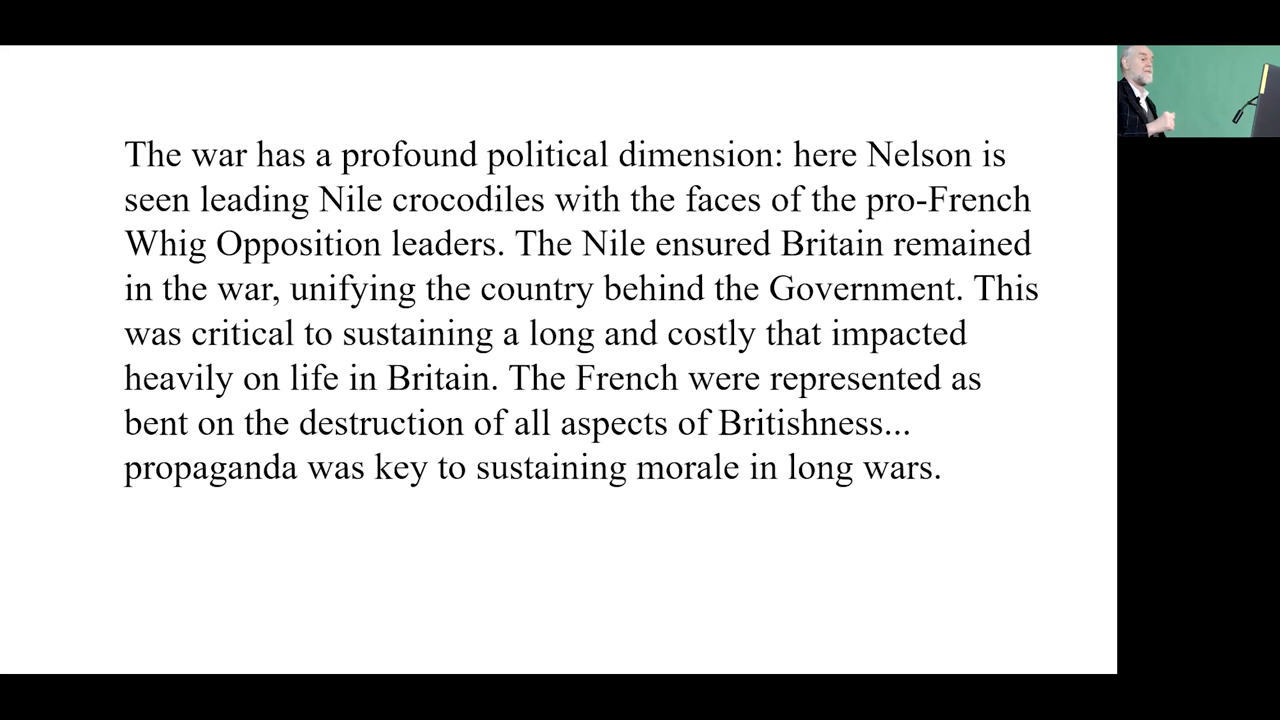 The war has a profound political dimension: here Nelson is
seen leading Nile crocodiles with the faces of the pro-French
Whig Opposition leaders. The Nile ensured Britain remained
in the war, unifying the country behind the Government. This
was critical to sustaining a long and costly that impacted
heavily on life in Britain. The French were represented as
bent on the destruction of all aspects of Britishness...
propaganda was key to sustaining morale in long wars.